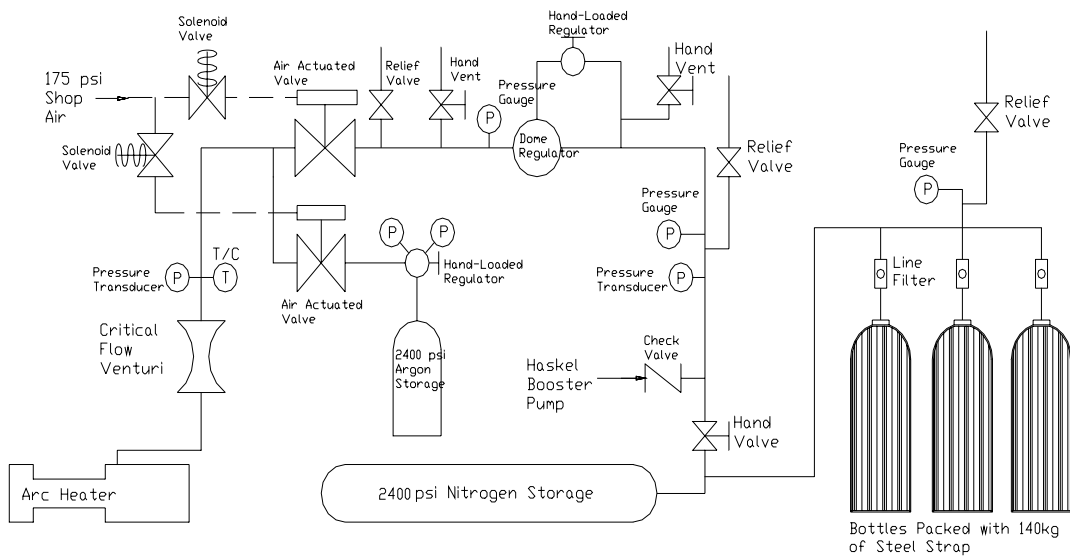 Solenoid
Valve
175 psi
Shop
Air
Solenoid
Valve
Air Actuated
Valve
Relief
Valve
Hand
Vent
Pressure
Gauge
P
Hand-Loaded
Regulator
Dome
Regulator
Hand
Vent
Relief
Valve
Pressure
Gauge
P
Pressure
Transducer
P
Relief
Valve
Pressure
Gauge
P
Line
Filter
Pressure
Transducer
P
T/C
T
Air Actuated
Valve
P
P
Hand-Loaded
Regulator
2400 psi
Argon
Storage
Critical
Flow
Venturi
Arc Heater
Check
Valve
Haskel
Booster
Pump
Hand
Valve
2400 psi Nitrogen Storage
Bottles Packed with 140kg
of Steel Strap